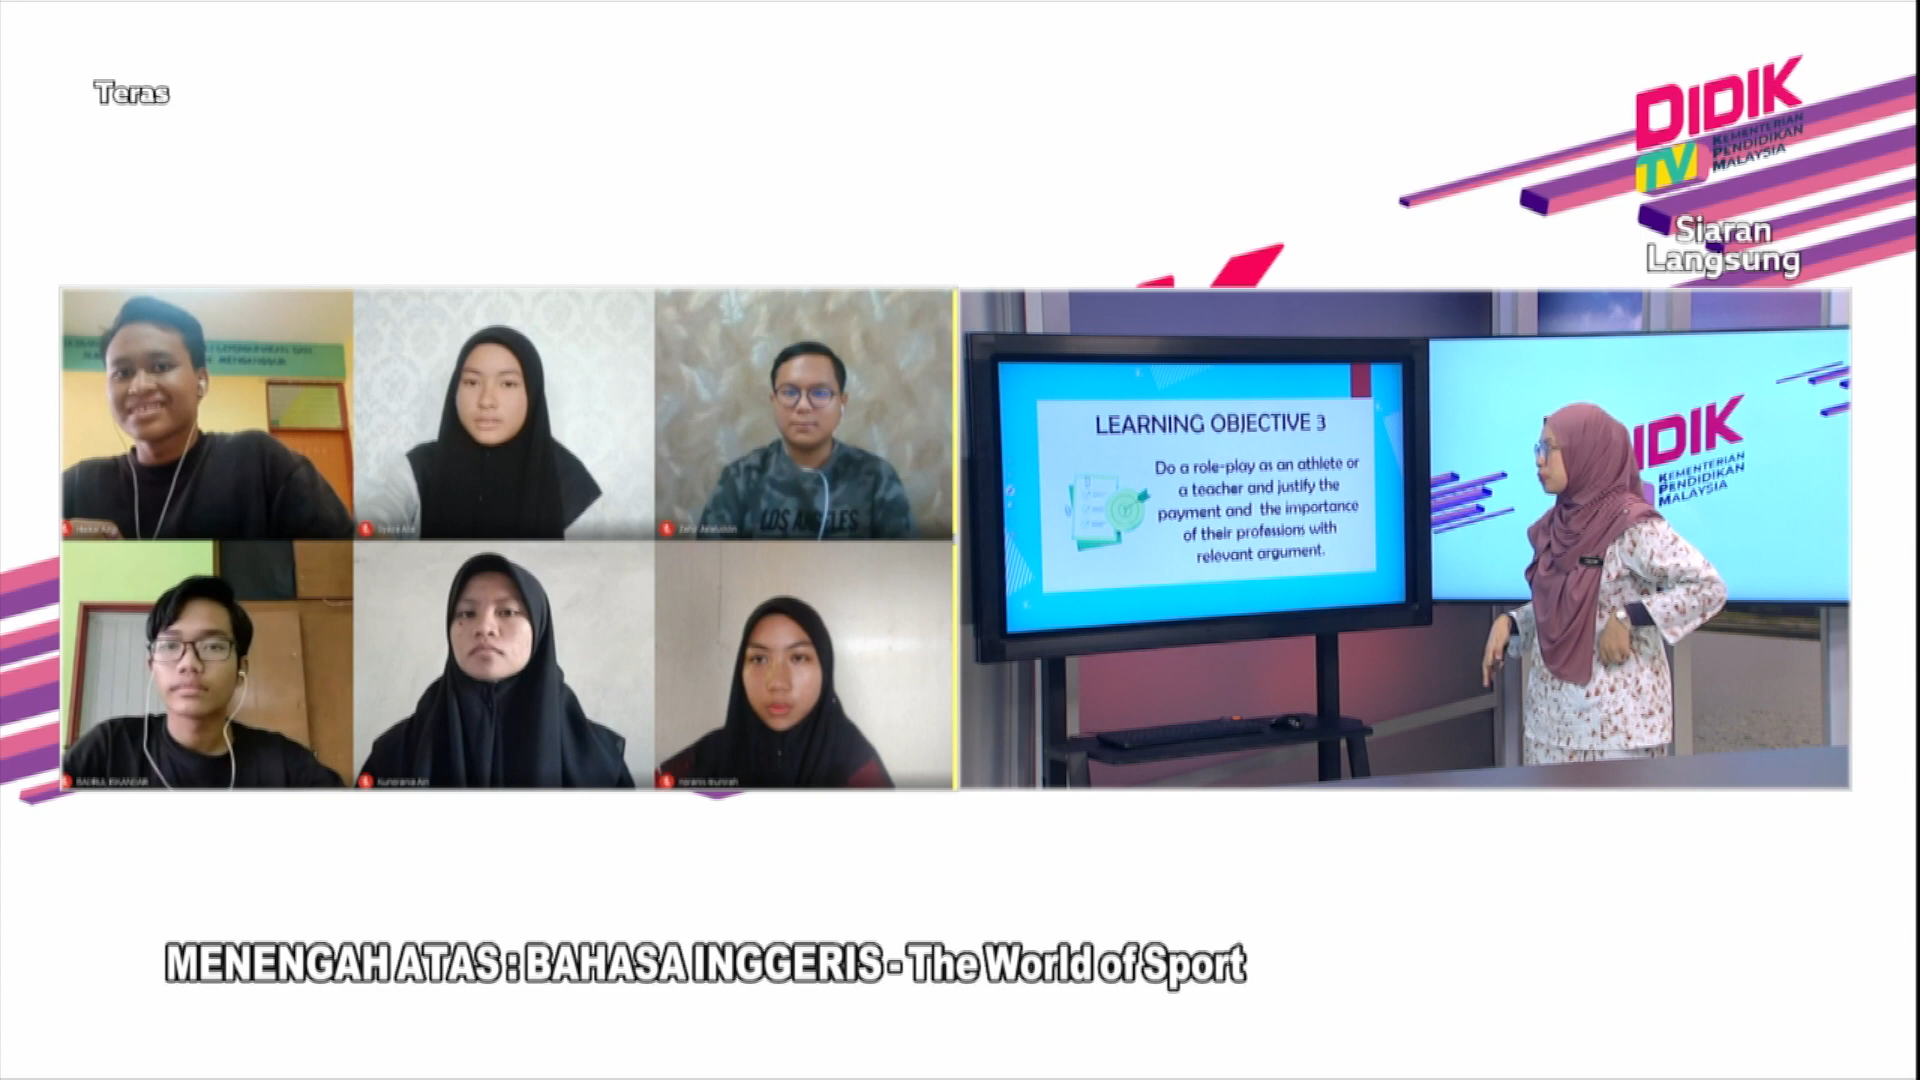 Teras
DIDIK
TV
KEMENTERIAN
PENDIDIKAN
MALAYSIA
Siaran
Langsung
LEARNING OBJECTIVE 3
Do a role-play as an athlete or
a teacher and justify the
payment and the importance
of their professions with
relevant argument.
DIDIK
KEMENTERIAN
PENDIDIKAN
MALAYSIA
LOS ANGELES
BADRUL ISKANDAR
MENENGAH ATAS : BAHASA INGGERIS - The World of Sport